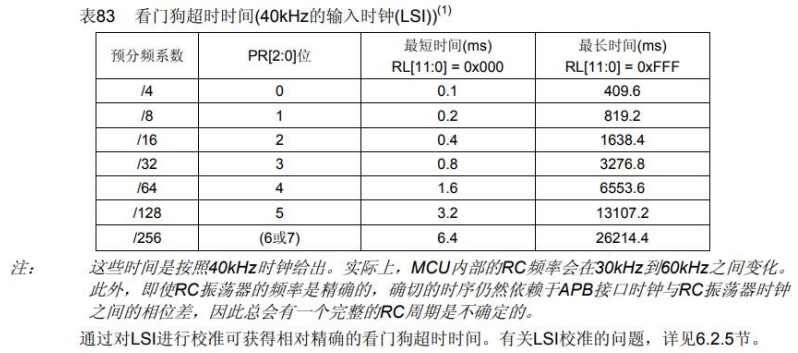 表83 看门狗超时时间(40kHz的输入时钟(LSI))(1)
预分频系数 PR[2:0]位 最短时间(ms) RL[11:0] = 0x000 最长时间(ms) RL[11:0] = 0xFFF
/4 0 0.1 409.6
/8 1 0.2 819.2
/16 2 0.4 1638.4
/32 3 0.8 3276.8
/64 4 1.6 6553.6
/128 5 3.2 13107.2
/256 (6或7) 6.4 26214.4
注: 这些时间是按照40kHz时钟给出。实际上，MCU内部的RC频率会在30kHz到60kHz之间变化。
此外，即使RC振荡器的频率是精确的，确切的时序仍然依赖于APB接口时钟与RC振荡器时钟
之间的相位差，因此总会有一个完整的RC周期是不确定的。
通过对LSI进行校准可获得相对精确的看门狗超时时间。有关LSI校准的问题，详见6.2.5节。